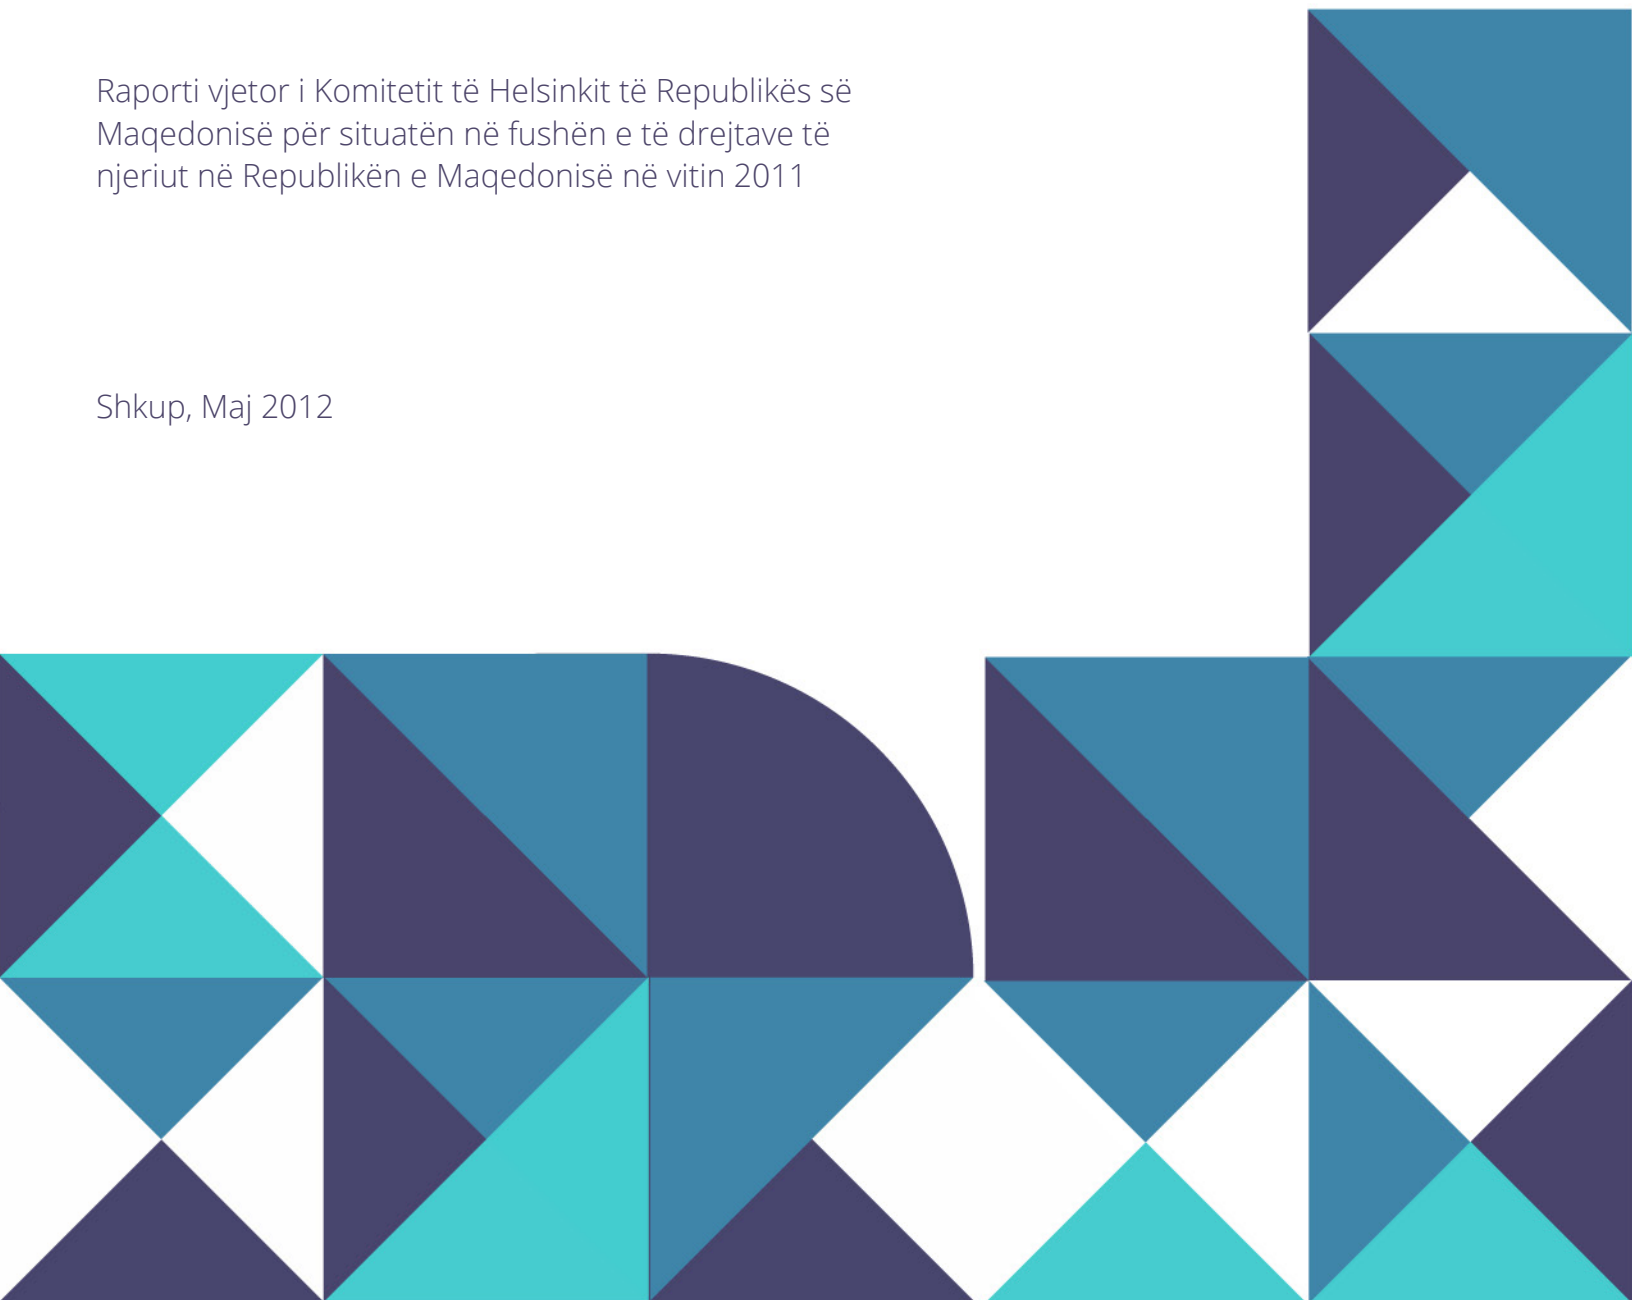 Raporti vjetor i Komitetit të Helsinkit të Republikës së
Maqedonisë për situatën në fushën e të drejtave të
njeriut në Republikën e Maqedonisë në vitin 2011
Shkup, Maj 2012